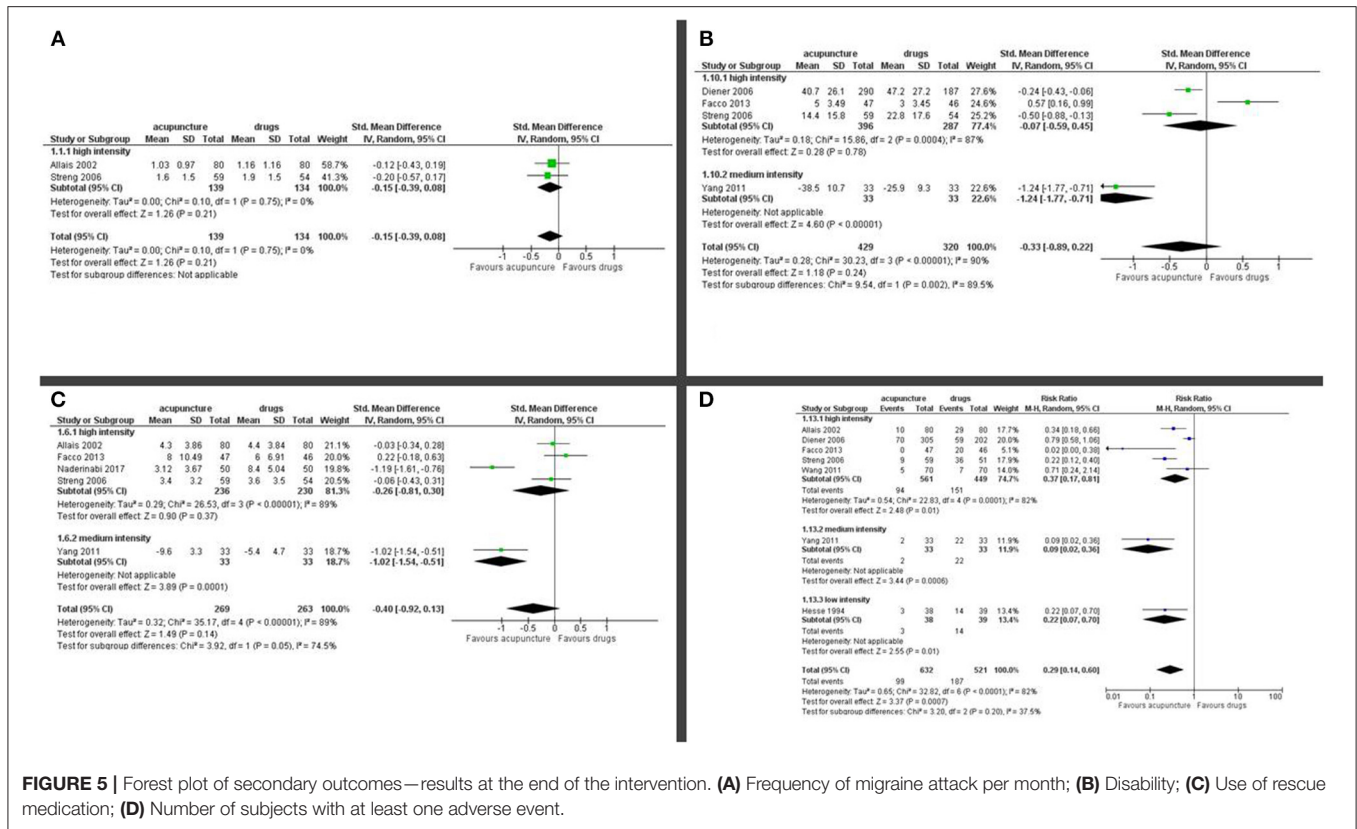 A
acupuncture drugs Std. Mean Difference Std. Mean Difference
Study or Subgroup Mean SD Total Mean SD Total Weight IV, Random, 95% CI IV, Random, 95% CI
1.1.1 high intensity
Allais 2002 1.03 0.97 80 1.16 1.16 80 58.7% -0.12 [-0.43, 0.19]
Streng 2006 1.6 1.5 59 1.9 1.5 54 41.3% -0.20 [-0.57, 0.17]
Subtotal (95% CI) 139 134 100.0% -0.15 [-0.39, 0.08]
Heterogeneity: Tau² = 0.00; Chi² = 0.10, df = 1 (P = 0.75); I² = 0%
Test for overall effect: Z = 1.26 (P = 0.21)
Total (95% CI) 139 134 100.0% -0.15 [-0.39, 0.08]
Heterogeneity: Tau² = 0.00; Chi² = 0.10, df = 1 (P = 0.75); I² = 0%
Test for overall effect: Z = 1.26 (P = 0.21)
Test for subgroup differences: Not applicable
-1 -0.5 0 0.5 1
Favours acupuncture Favours drugs
B
acupuncture drugs Std. Mean Difference Std. Mean Difference
Study or Subgroup Mean SD Total Mean SD Total Weight IV, Random, 95% CI IV, Random, 95% CI
1.10.1 high intensity
Diener 2006 40.7 26.1 290 47.2 27.2 187 27.6% -0.24 [-0.43, -0.06]
Facco 2013 5 3.49 47 3 3.45 46 24.6% 0.57 [0.16, 0.99]
Streng 2006 14.4 15.8 59 22.8 17.6 54 25.2% -0.50 [-0.88, -0.13]
Subtotal (95% CI) 396 287 77.4% -0.07 [-0.59, 0.45]
Heterogeneity: Tau² = 0.18; Chi² = 15.86, df = 2 (P = 0.0004); I² = 87%
Test for overall effect: Z = 0.28 (P = 0.78)
1.10.2 medium intensity
Yang 2011 -38.5 10.7 33 -25.9 9.3 33 22.6% -1.24 [-1.77, -0.71]
Subtotal (95% CI) 33 33 22.6% -1.24 [-1.77, -0.71]
Heterogeneity: Not applicable
Test for overall effect: Z = 4.60 (P < 0.00001)
Total (95% CI) 429 320 100.0% -0.33 [-0.89, 0.22]
Heterogeneity: Tau² = 0.28; Chi² = 30.23, df = 3 (P < 0.00001); I² = 90%
Test for overall effect: Z = 1.18 (P = 0.24)
Test for subgroup differences: Chi² = 9.54, df = 1 (P = 0.002), I² = 89.5%
-1 -0.5 0 0.5 1
Favours acupuncture Favours drugs
C
acupuncture drugs Std. Mean Difference Std. Mean Difference
Study or Subgroup Mean SD Total Mean SD Total Weight IV, Random, 95% CI IV, Random, 95% CI
1.6.1 high intensity
Allais 2002 4.3 3.86 80 4.4 3.84 80 21.1% -0.03 [-0.34, 0.28]
Facco 2013 8 10.49 47 6 6.91 46 20.0% 0.22 [-0.18, 0.63]
Naderinabi 2017 3.12 3.67 50 8.4 5.04 50 19.8% -1.19 [-1.61, -0.76]
Streng 2006 3.4 3.2 59 3.6 3.5 54 20.5% -0.06 [-0.43, 0.31]
Subtotal (95% CI) 236 230 81.3% -0.26 [-0.81, 0.30]
Heterogeneity: Tau² = 0.29; Chi² = 26.53, df = 3 (P < 0.00001); I² = 89%
Test for overall effect: Z = 0.90 (P = 0.37)
1.6.2 medium intensity
Yang 2011 -9.6 3.3 33 -5.4 4.7 33 18.7% -1.02 [-1.54, -0.51]
Subtotal (95% CI) 33 33 18.7% -1.02 [-1.54, -0.51]
Heterogeneity: Not applicable
Test for overall effect: Z = 3.89 (P = 0.0001)
Total (95% CI) 269 263 100.0% -0.40 [-0.92, 0.13]
Heterogeneity: Tau² = 0.32; Chi² = 35.17, df = 4 (P < 0.00001); I² = 89%
Test for overall effect: Z = 1.49 (P = 0.14)
Test for subgroup differences: Chi² = 3.92, df = 1 (P = 0.05), I² = 74.5%
-1 -0.5 0 0.5 1
Favours acupuncture Favours drugs
D
acupuncture drugs Risk Ratio Risk Ratio
Study or Subgroup Events Total Events Total Weight M-H, Random, 95% CI M-H, Random, 95% CI
1.13.1 high intensity
Allais 2002 10 80 29 80 17.7% 0.34 [0.18, 0.66]
Diener 2006 70 305 59 202 20.4% 0.79 [0.58, 1.06]
Facco 2013 0 47 20 46 5.1% 0.02 [0.00, 0.38]
Streng 2006 9 59 36 51 17.9% 0.22 [0.12, 0.40]
Wang 2011 5 70 7 70 13.7% 0.71 [0.24, 2.14]
Subtotal (95% CI) 561 449 74.7% 0.37 [0.17, 0.81]
Total events 94 151
Heterogeneity: Tau² = 0.54; Chi² = 22.83, df = 4 (P = 0.0001); I² = 82%
Test for overall effect: Z = 2.48 (P = 0.01)
1.13.2 medium intensity
Yang 2011 2 33 22 33 11.9% 0.09 [0.02, 0.36]
Subtotal (95% CI) 33 33 11.9% 0.09 [0.02, 0.36]
Total events 2 22
Heterogeneity: Not applicable
Test for overall effect: Z = 3.44 (P = 0.0006)
1.13.3 low intensity
Hesse 1994 3 38 14 39 13.4% 0.22 [0.07, 0.70]
Subtotal (95% CI) 38 39 13.4% 0.22 [0.07, 0.70]
Total events 3 14
Heterogeneity: Not applicable
Test for overall effect: Z = 2.55 (P = 0.01)
Total (95% CI) 632 521 100.0% 0.29 [0.14, 0.60]
Total events 99 187
Heterogeneity: Tau² = 0.65; Chi² = 32.82, df = 6 (P < 0.0001); I² = 82%
Test for overall effect: Z = 3.37 (P = 0.0007)
Test for subgroup differences: Chi² = 3.20, df = 2 (P = 0.20), I² = 37.5%
0.01 0.1 1 10 100
Favours acupuncture Favours drugs
FIGURE 5 | Forest plot of secondary outcomes—results at the end of the intervention. (A) Frequency of migraine attack per month; (B) Disability; (C) Use of rescue
medication; (D) Number of subjects with at least one adverse event.